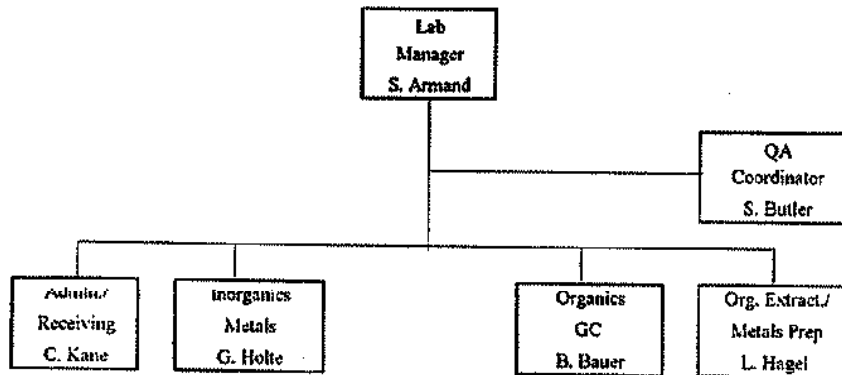 Lab
Manager
S. Armand
QA
Coordinator
S. Butler
Admin./
Receiving
C. Kane
Inorganics
Metals
G. Holte
Organics
GC
B. Bauer
Org. Extract./
Metals Prep
L. Hagel